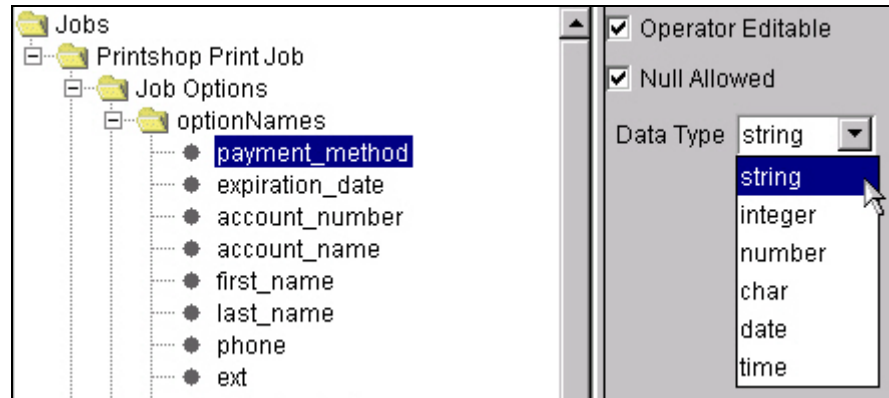 Jobs
Printshop Print Job
Job Options
optionNames
payment_method
expiration_date
account_number
account_name
first_name
last_name
phone
ext
Operator Editable
Null Allowed
Data Type string
string
integer
number
char
date
time